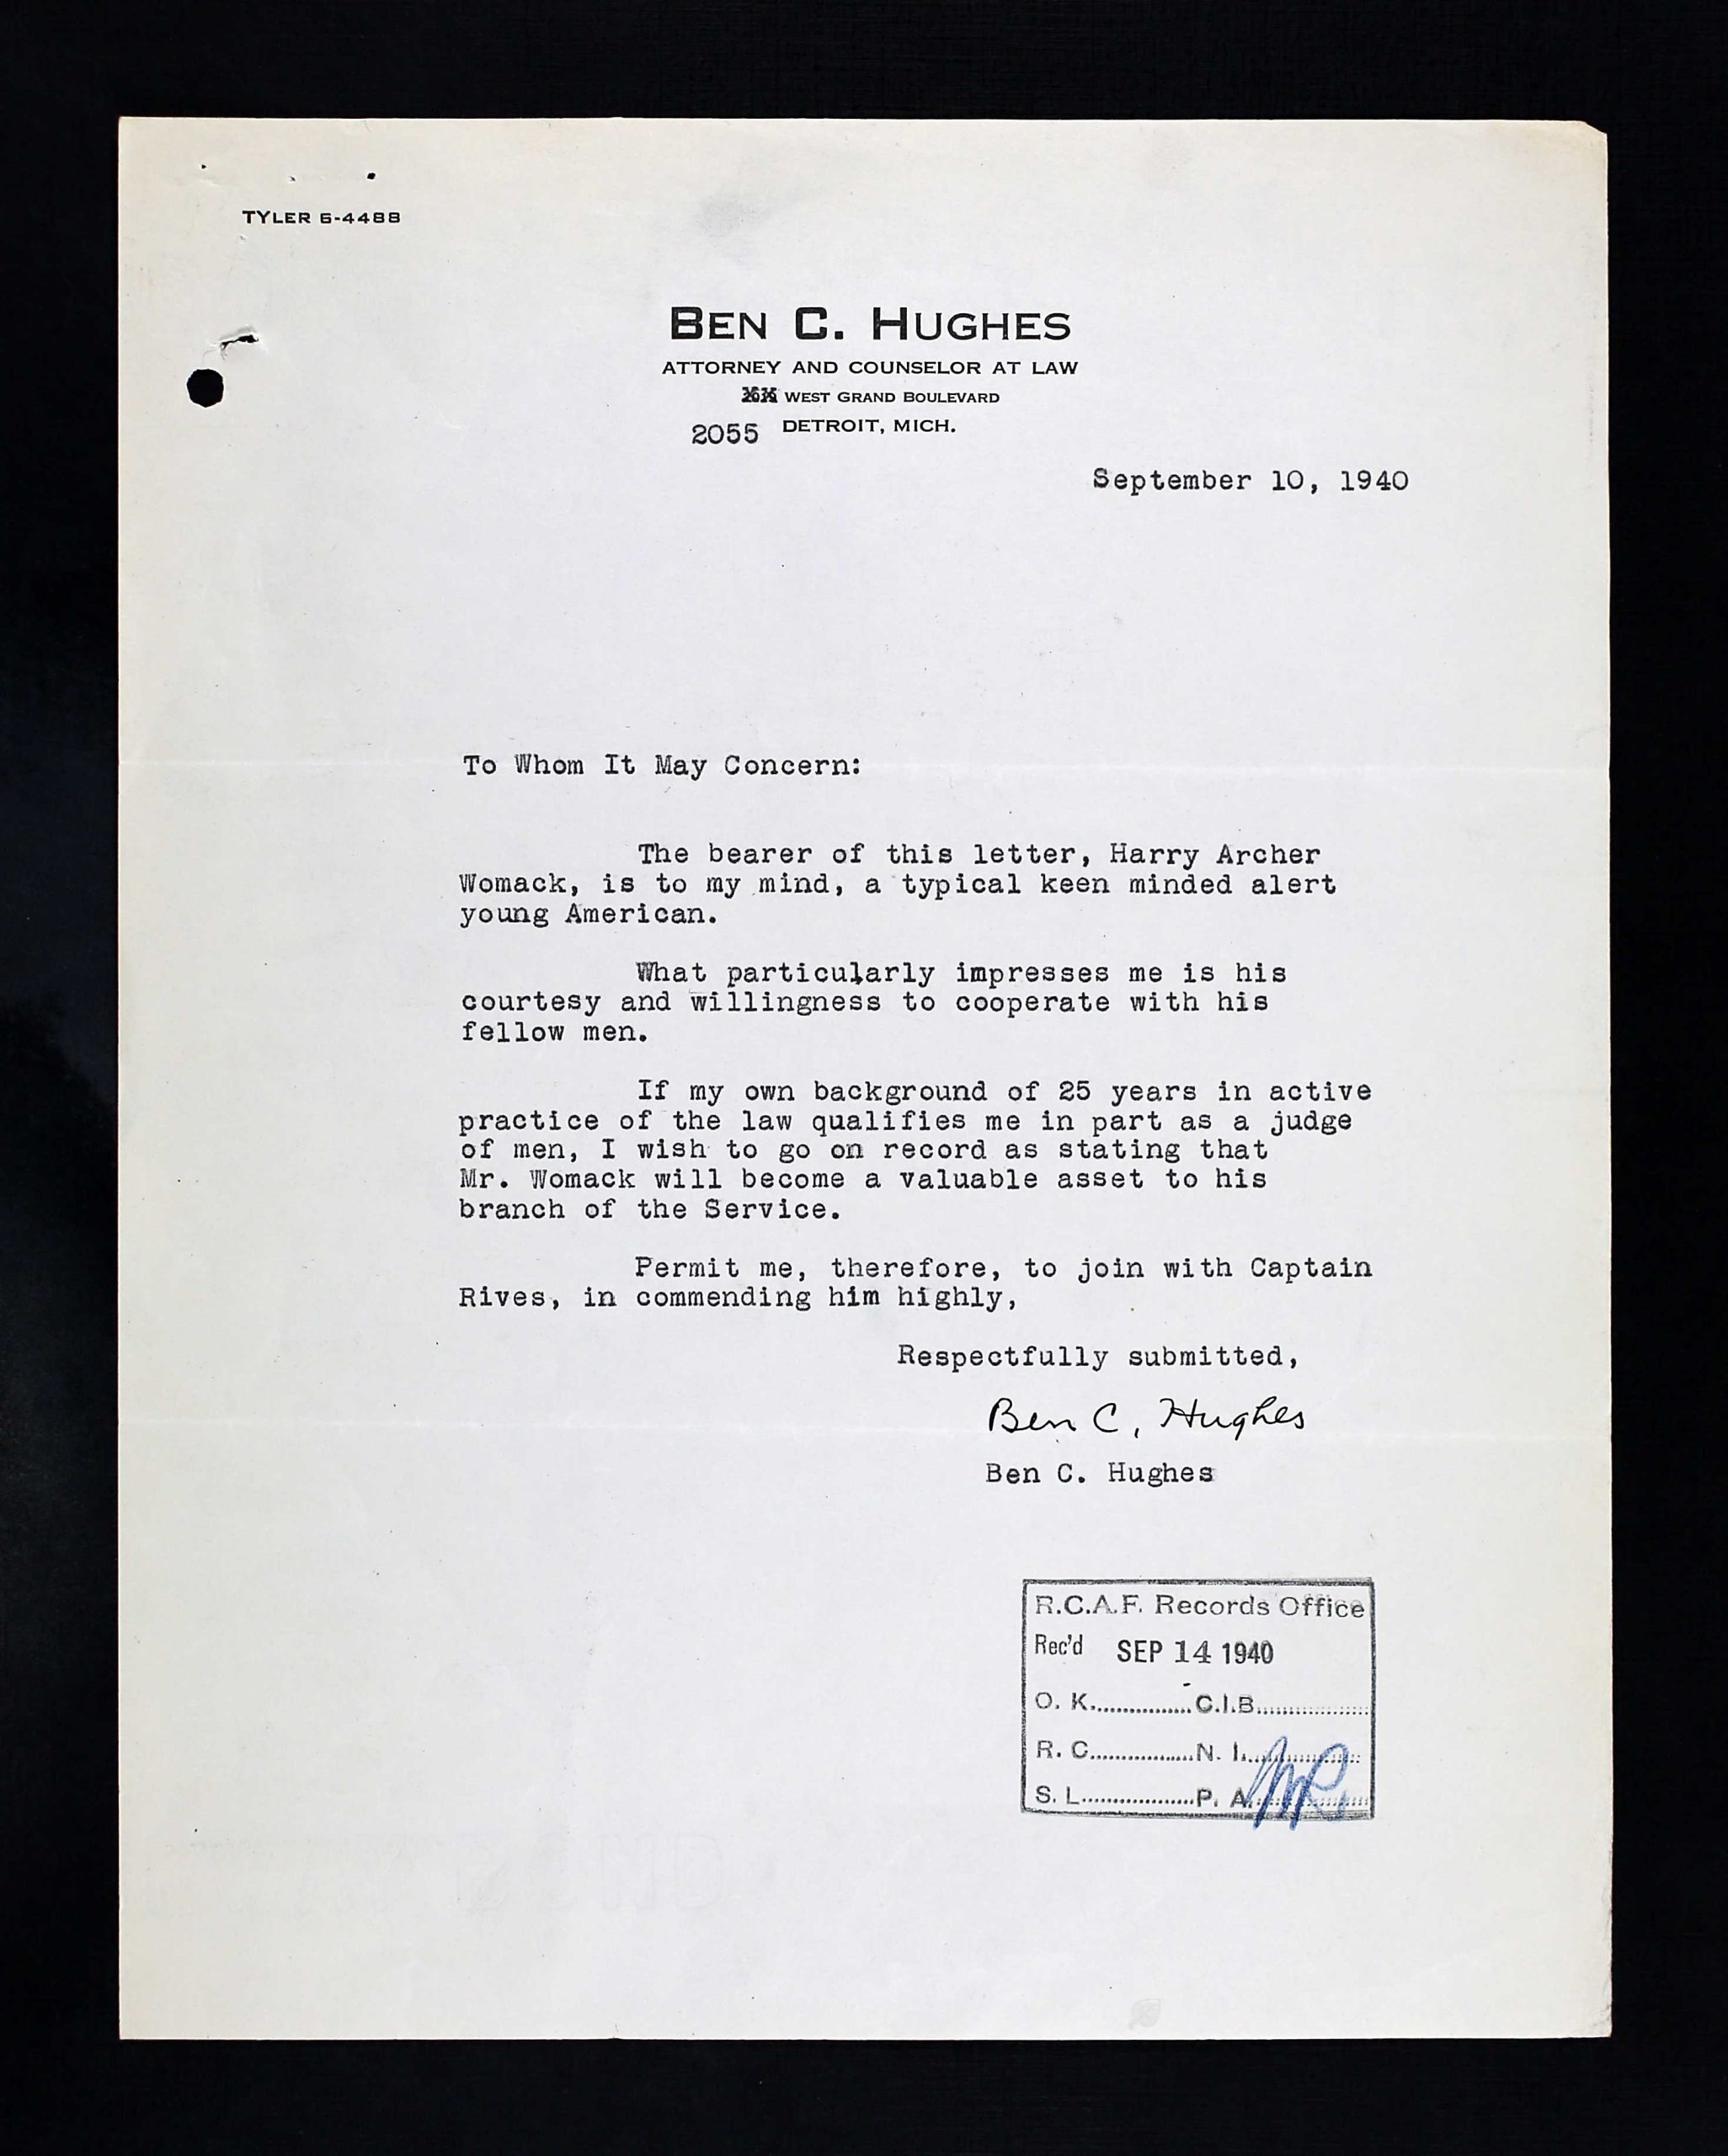 TYLER 6-4488
BEN C. HUGHES
ATTORNEY AND COUNSELOR AT LAW
WEST GRAND BOULEVARD
2055 DETROIT, MICH.
September 10, 1940
To Whom It May Concern:
The bearer of this letter, Harry Archer
Womack, is to my mind, a typical keen minded alert
young American.
What particularly impresses me is his
courtesy and willingness to cooperate with his
fellow men.
If my own background of 25 years in active
practice of the law qualifies me in part as a judge
of men, I wish to go on record as stating that
Mr. Womack will become a valuable asset to his
branch of the Service.
Permit me, therefore, to join with Captain
Rives, in commending him highly,
Respectfully submitted,
Ben C. Hughes
Ben C. Hughes
R.C.A.F. Records Office
Rec'd SEP 14 1940
O. K.................C.I.B...................
R. C..................N. I...................
S. L...................P. A...................